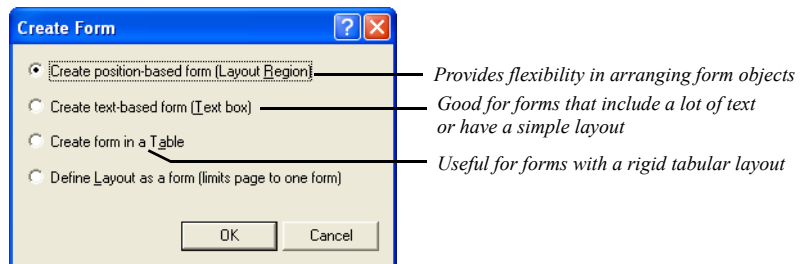 Create Form
Create position-based form (Layout Region)
Provides flexibility in arranging form objects
Create text-based form (Text box)
Good for forms that include a lot of text
or have a simple layout
Create form in a Table
Useful for forms with a rigid tabular layout
Define Layout as a form (limits page to one form)
OK
Cancel